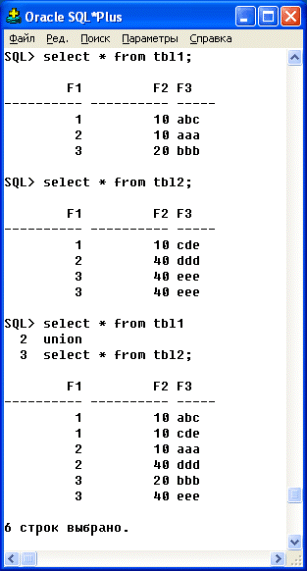 Oracle SQL*Plus
Файл Ред. Поиск Параметры Справка
SQL> select * from tbl1;
F1 F2 F3
---------- ---------- -----
1 10 abc
2 10 aaa
3 20 bbb
SQL> select * from tbl2;
F1 F2 F3
---------- ---------- -----
1 10 cde
2 40 ddd
3 40 eee
3 40 eee
SQL> select * from tbl1
2 union
3 select * from tbl2;
F1 F2 F3
---------- ---------- -----
1 10 abc
1 10 cde
2 10 aaa
2 40 ddd
3 20 bbb
3 40 eee
6 строк выбрано.